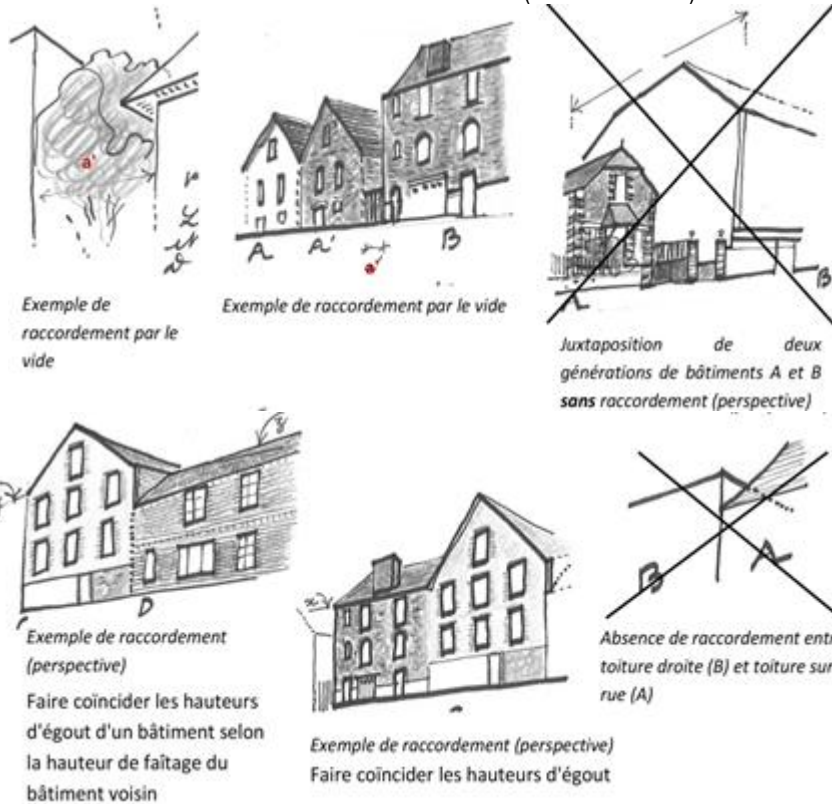 a'
Exemple de
raccordement par le
vide
A A' B
a'
Exemple de raccordement par le vide
B
Juxtaposition de deux
générations de bâtiments A et B
sans raccordement (perspective)
D
Exemple de raccordement
(perspective)
Faire coïncider les hauteurs
d'égout d'un bâtiment selon
la hauteur de faîtage du
bâtiment voisin
Exemple de raccordement (perspective)
Faire coïncider les hauteurs d'égout
B A
Absence de raccordement
toiture droite (B) et toiture sur
rue (A)